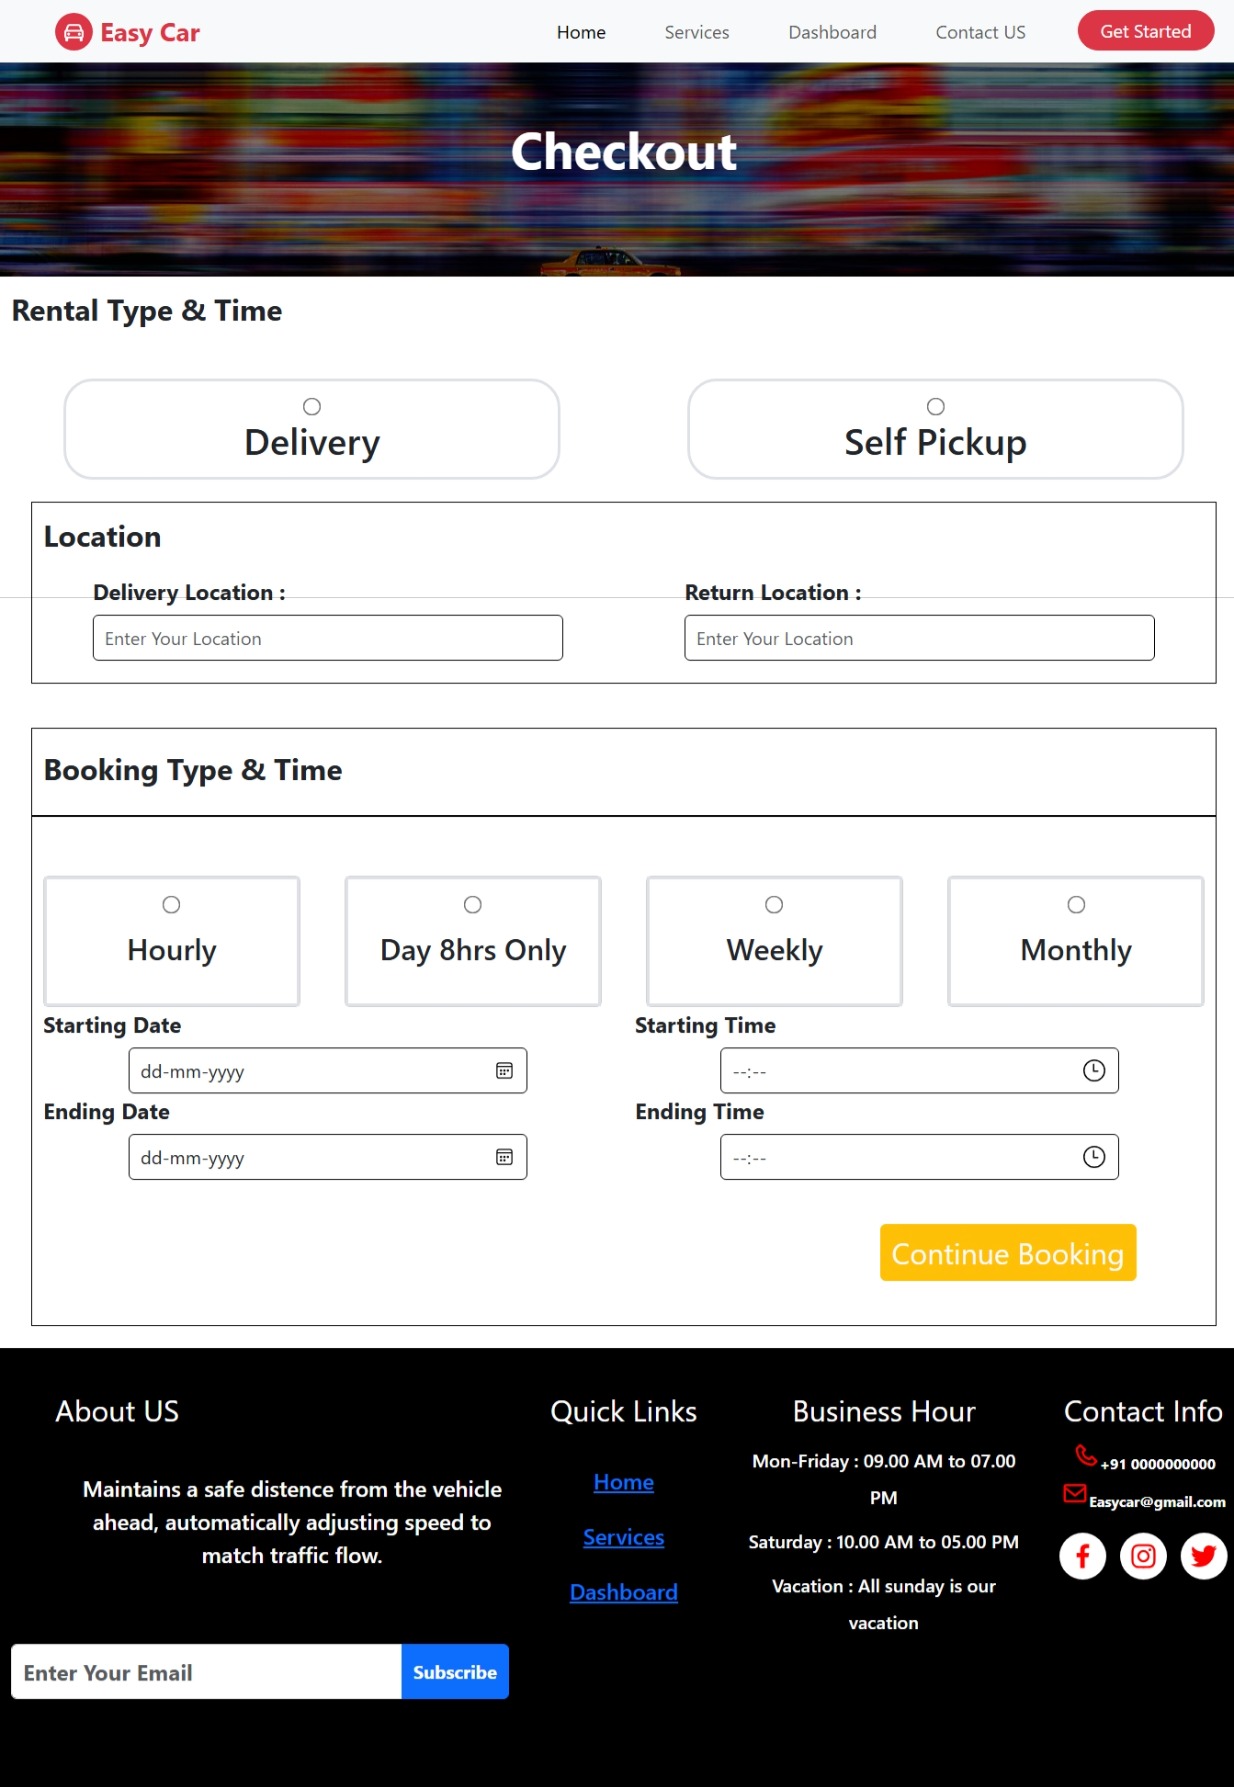 Easy Car
Home
Services
Dashboard
Contact US
Get Started
Checkout
Rental Type & Time
Delivery
Self Pickup
Location
Delivery Location :
Return Location :
Enter Your Location
Enter Your Location
Booking Type & Time
Hourly
Day 8hrs Only
Weekly
Monthly
Starting Date
Starting Time
dd-mm-yyyy
--:--
Ending Date
Ending Time
dd-mm-yyyy
--:--
Continue Booking
About US
Maintains a safe distence from the vehicle
ahead, automatically adjusting speed to
match traffic flow.
Enter Your Email
Subscribe
Quick Links
Home
Services
Dashboard
Business Hour
Mon-Friday : 09.00 AM to 07.00
PM
Saturday : 10.00 AM to 05.00 PM
Vacation : All sunday is our
vacation
Contact Info
+91 0000000000
Easycar@gmail.com